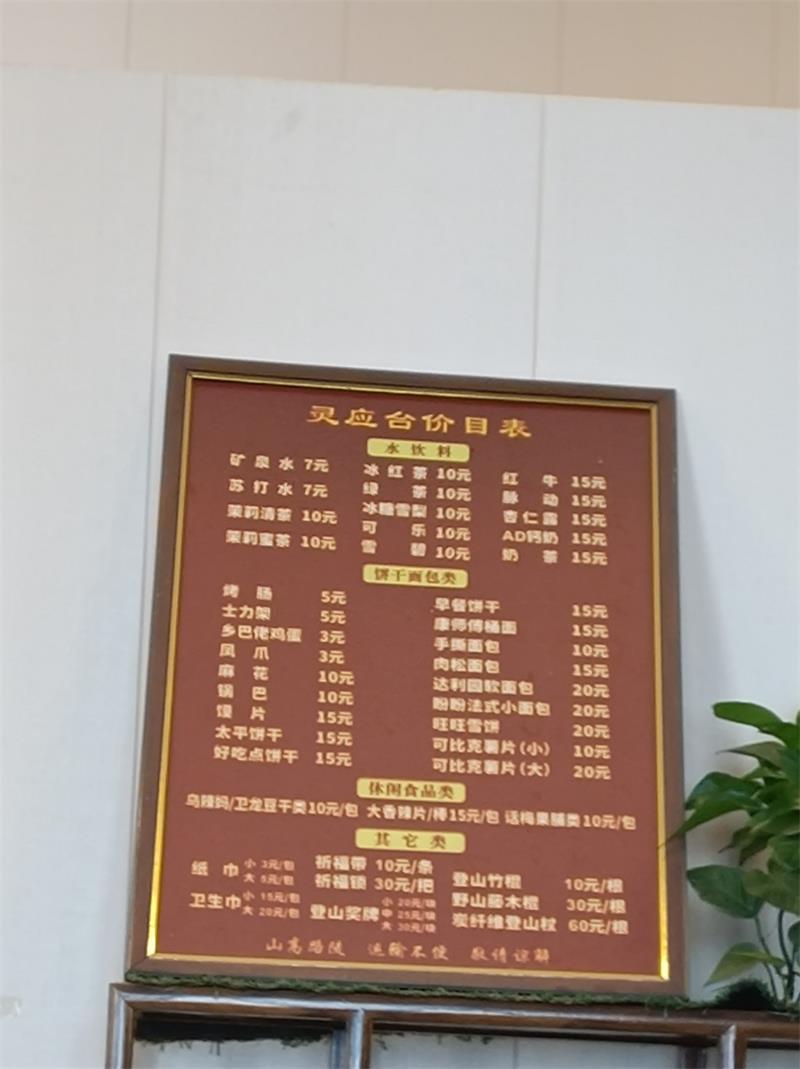 灵应台价目表
水饮料
矿泉水 7元
苏打水 7元
茉莉清茶 10元
茉莉蜜茶 10元
冰红茶 10元
绿茶 10元
冰糖雪梨 10元
可乐 10元
雪碧 10元
红牛 15元
脉动 15元
杏仁露 15元
AD钙奶 15元
奶茶 15元
饼干面包类
烤肠 5元
士力架 5元
乡巴佬鸡蛋 3元
凤爪 3元
麻花 10元
锅巴 10元
馍片 15元
太平饼干 15元
好吃点饼干 15元
早餐饼干 15元
康师傅桶面 15元
手撕面包 10元
肉松面包 15元
达利园软面包 20元
盼盼法式小面包 20元
旺旺雪饼 20元
可比克薯片(小) 10元
可比克薯片(大) 20元
休闲食品类
乌辣妈/卫龙豆干类10元/包 大香辣片/棒15元/包 话梅果脯类10元/包
其它类
纸巾 小 3元/包
大 5元/包
卫生巾 小 15元/包
大 20元/包
祈福带 10元/条
祈福锁 30元/把
登山奖牌 小 20元/块
中 25元/块
大 30元/块
登山竹棍 10元/根
野山藤木棍 30元/根
炭纤维登山杖 60元/根
山高路陡 运输不便 敬请谅解